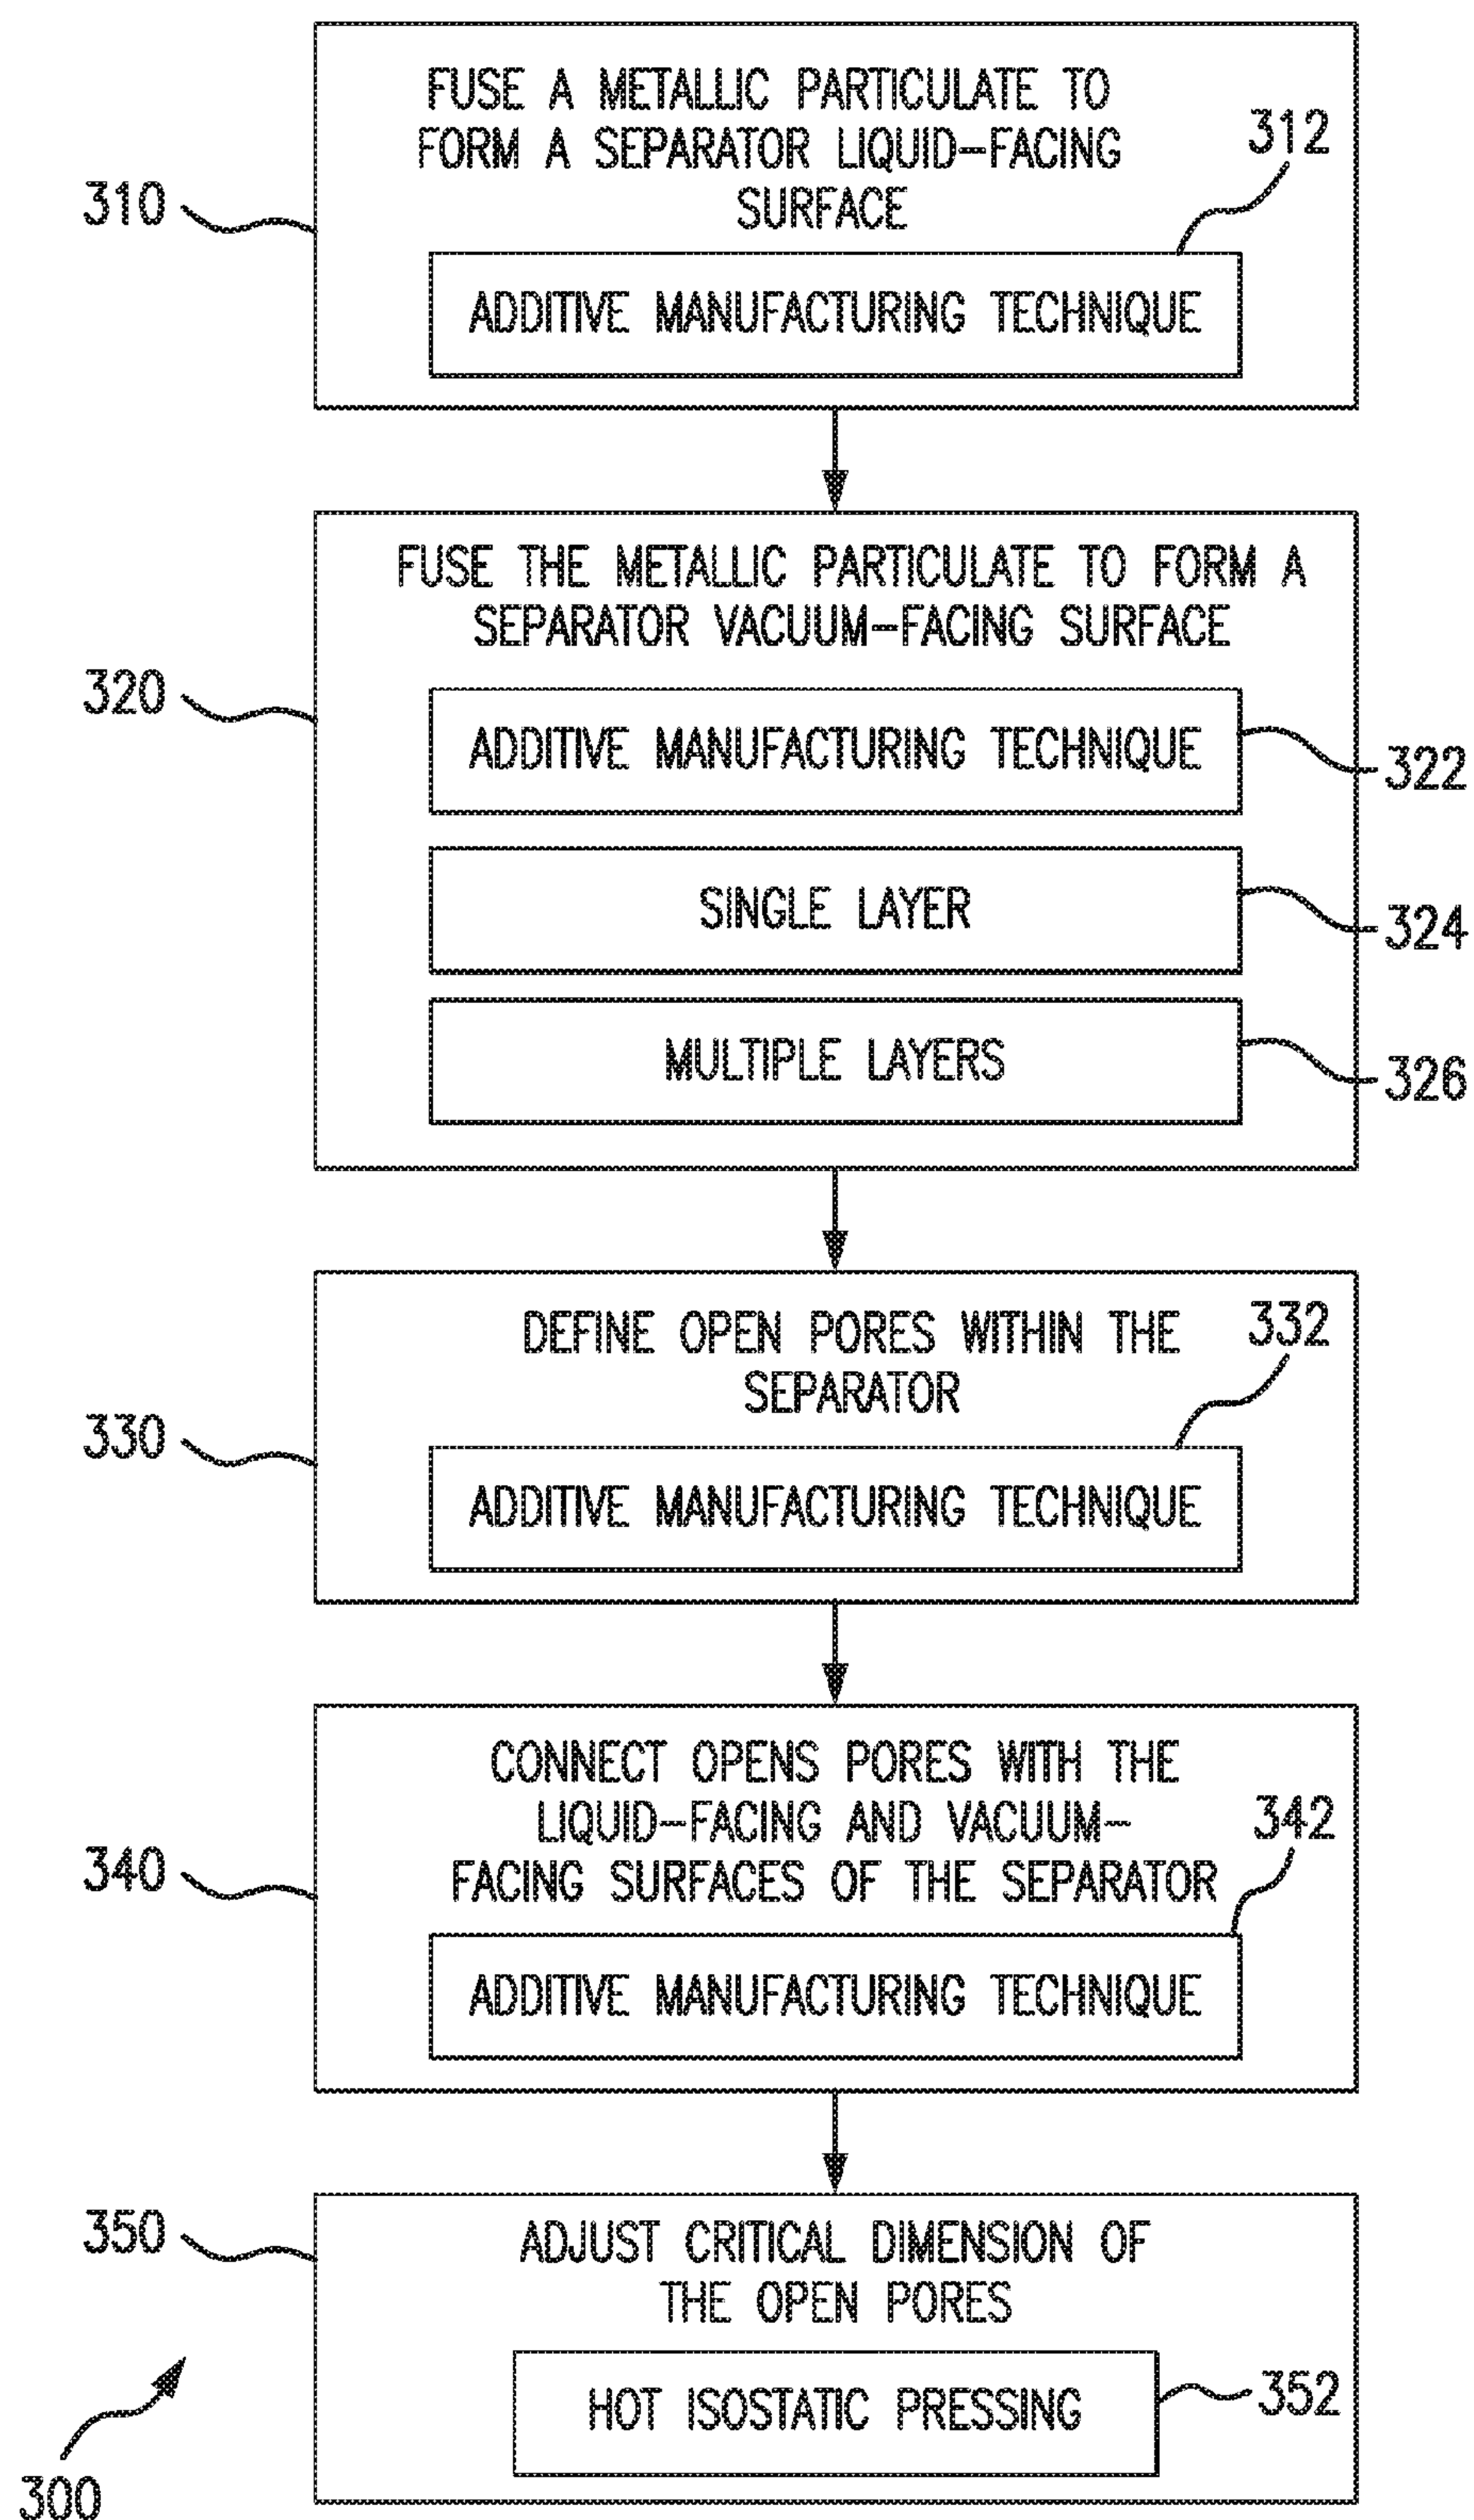 FUSE A METALLIC PARTICULATE TO
FORM A SEPARATOR LIQUID-FACING
SURFACE
312
310
ADDITIVE MANUFACTURING TECHNIQUE
FUSE THE METALLIC PARTICULATE TO FORM A
SEPARATOR VACUUM-FACING SURFACE
320
ADDITIVE MANUFACTURING TECHNIQUE
322
SINGLE LAYER
324
MULTIPLE LAYERS
326
DEFINE OPEN PORES WITHIN THE
SEPARATOR
332
330
ADDITIVE MANUFACTURING TECHNIQUE
CONNECT OPENS PORES WITH THE
LIQUID-FACING AND VACUUM-
FACING SURFACES OF THE SEPARATOR
342
340
ADDITIVE MANUFACTURING TECHNIQUE
350
ADJUST CRITICAL DIMENSION OF
THE OPEN PORES
HOT ISOSTATIC PRESSING
352
300